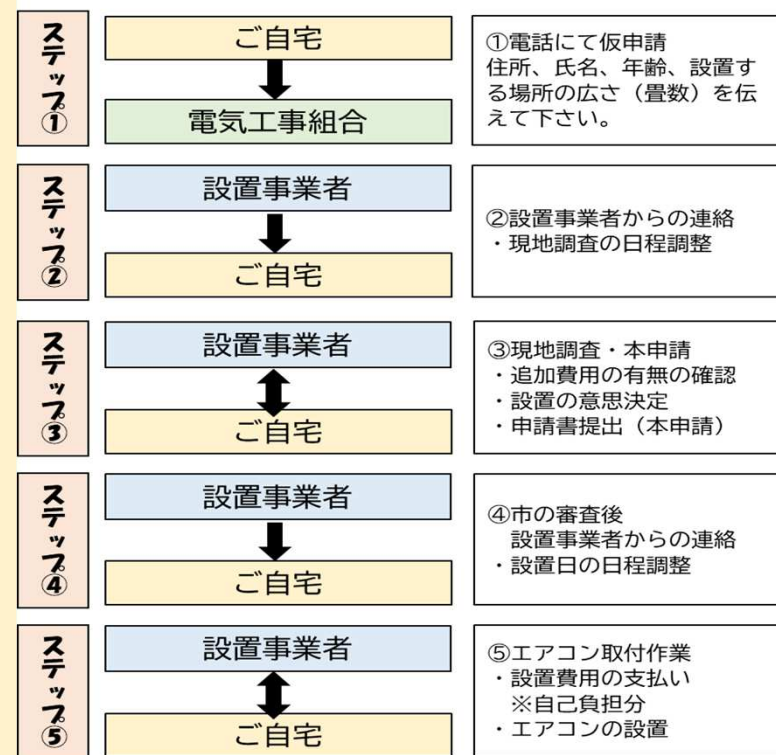 ステップ①
ご自宅
電気工事組合
①電話にて仮申請
住所、氏名、年齢、設置す
る場所の広さ（畳数）を伝
えて下さい。
ステップ②
設置事業者
ご自宅
②設置事業者からの連絡
・現地調査の日程調整
ステップ③
設置事業者
ご自宅
③現地調査・本申請
・追加費用の有無の確認
・設置の意思決定
・申請書提出（本申請）
ステップ④
設置事業者
ご自宅
④市の審査後
設置事業者からの連絡
・設置日の日程調整
ステップ⑤
設置事業者
ご自宅
⑤エアコン取付作業
・設置費用の支払い
※自己負担分
・エアコンの設置